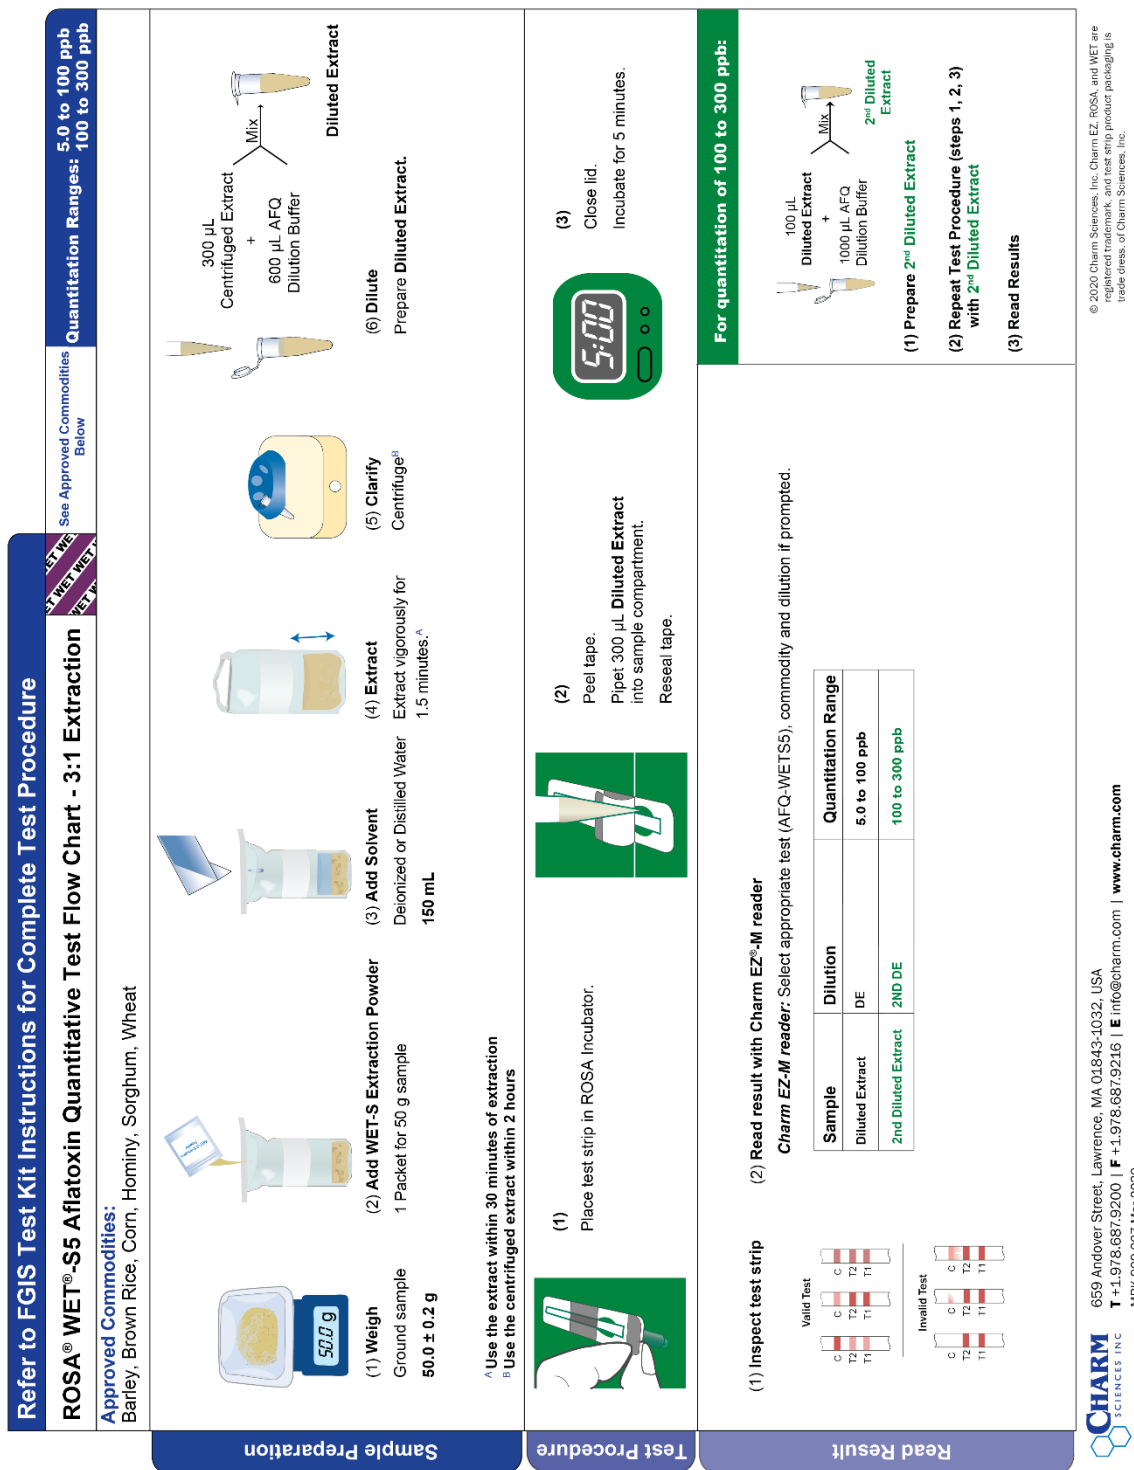 Refer to FGIS Test Kit Instructions for Complete Test Procedure
ROSA® WET®-S5 Aflatoxin Quantitative Test Flow Chart - 3:1 Extraction
WET WET
See Approved Commodities
Below
Quantitation Ranges: 5.0 to 100 ppb
100 to 300 ppb
Approved Commodities:
Barley, Brown Rice, Corn, Hominy, Sorghum, Wheat
Sample Preparation
50.0 g
(1) Weigh
Ground sample
50.0 ± 0.2 g
(2) Add WET-S Extraction Powder
1 Packet for 50 g sample
(3) Add Solvent
Deionized or Distilled Water
150 mL
(4) Extract
Extract vigorously for
1.5 minutes.A
(5) Clarify
CentrifugeB
300 µL
Centrifuged Extract
+
600 µL AFQ
Dilution Buffer
Mix
Diluted Extract
(6) Dilute
Prepare Diluted Extract.
A Use the extract within 30 minutes of extraction
B Use the centrifuged extract within 2 hours
Test Procedure
(1)
Place test strip in ROSA Incubator.
(2)
Peel tape.
Pipet 300 µL Diluted Extract
into sample compartment.
Reseal tape.
5:00
(3)
Close lid.
Incubate for 5 minutes.
Read Result
(1) Inspect test strip
Valid Test
C T2 T1
C T2 T1
C T2 T1
Invalid Test
C T2 T1
C T2 T1
C T2 T1
(2) Read result with Charm EZ®-M reader
Charm EZ-M reader: Select appropriate test (AFQ-WETS5), commodity and dilution if prompted.
Sample Dilution Quantitation Range
Diluted Extract DE 5.0 to 100 ppb
2nd Diluted Extract 2ND DE 100 to 300 ppb
For quantitation of 100 to 300 ppb:
100 µL
Diluted Extract
+
1000 µL AFQ
Dilution Buffer
Mix
2nd Diluted
Extract
(1) Prepare 2nd Diluted Extract
(2) Repeat Test Procedure (steps 1, 2, 3)
with 2nd Diluted Extract
(3) Read Results
CHARM
SCIENCES INC
659 Andover Street, Lawrence, MA 01843-1032, USA
T +1.978.687.9200 | F +1.978.687.9216 | E info@charm.com | www.charm.com
© 2020 Charm Sciences, Inc. Charm EZ, ROSA, and WET are
registered trademark, and test strip product packaging is
trade dress, of Charm Sciences, Inc.